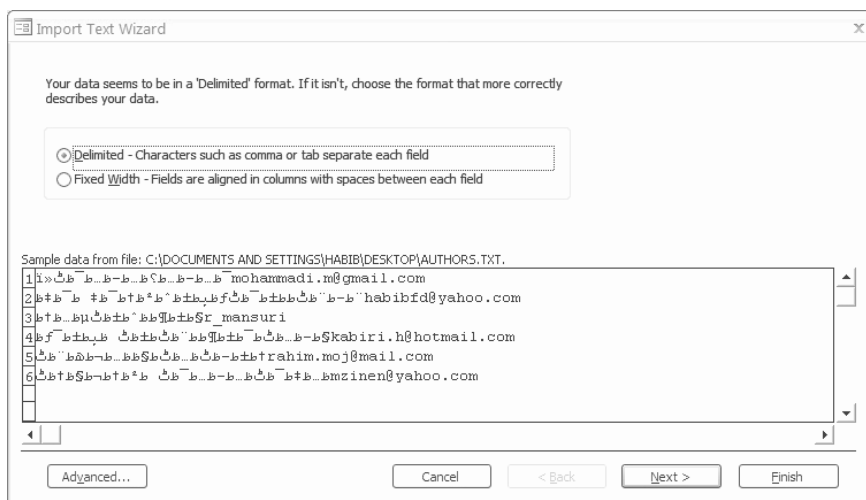 Import Text Wizard
Your data seems to be in a 'Delimited' format. If it isn't, choose the format that more correctly
describes your data.
Delimited - Characters such as comma or tab separate each field
Fixed Width - Fields are aligned in columns with spaces between each field
Sample data from file: C:\DOCUMENTS AND SETTINGS\HABIB\DESKTOP\AUTHORS.TXT.
1 mohammadi.m@gmail.com
2 habibfd@yahoo.com
3 r_mansuri
4 kabiri.h@hotmail.com
5 rahim.moj@mail.com
6 mzinen@yahoo.com
Advanced... Cancel < Back Next > Finish